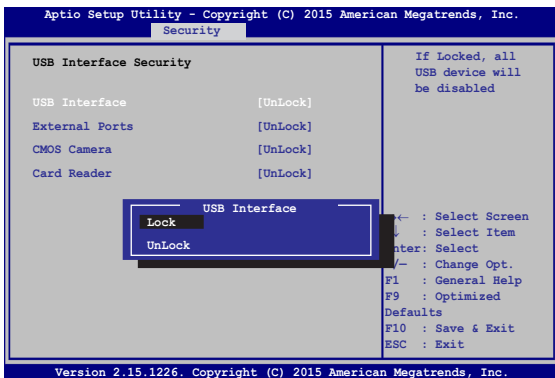 Aptio Setup Utility - Copyright (C) 2015 American Megatrends, Inc.
Security
USB Interface Security
USB Interface [UnLock]
External Ports [UnLock]
CMOS Camera [UnLock]
Card Reader [UnLock]
If Locked, all
USB device will
be disabled
USB Interface
Lock
UnLock
→← : Select Screen
↓ : Select Item
nter: Select
/— : Change Opt.
F1 : General Help
F9 : Optimized
Defaults
F10 : Save & Exit
ESC : Exit
Version 2.15.1226. Copyright (C) 2015 American Megatrends, Inc.